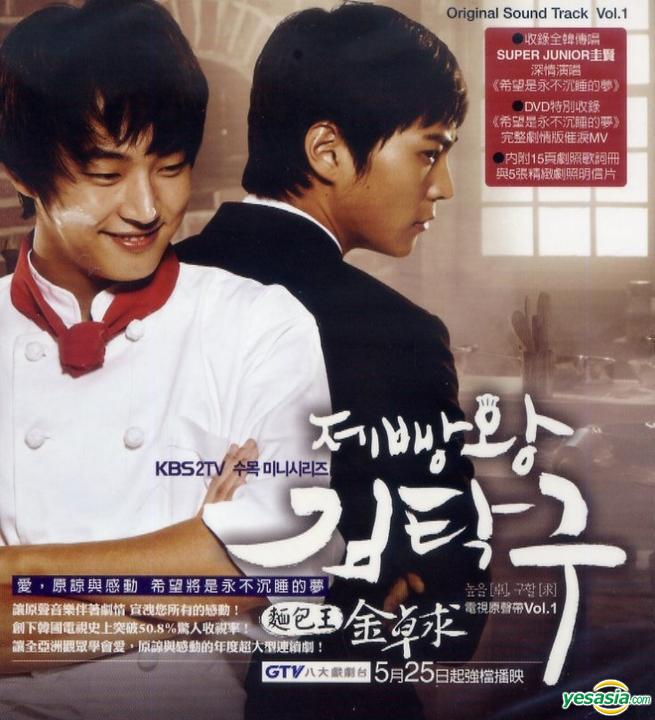 Original Sound Track Vol.1
●收錄全韓傳唱
SUPER JUNIOR圭賢
深情演唱
《希望是永不沉睡的夢》
●DVD特別收錄
《希望是永不沉睡的夢》
完整劇情版催淚MV
●內附15頁劇照歌詞冊
與5張精緻劇照明信片
제빵왕
KBS2TV 수목 미니시리즈
김탁구
높을 [卓], 구할 [求]
電視原聲帶Vol.1
愛,原諒與感動 希望將是永不沉睡的夢
讓原聲音樂伴著劇情 宣洩您所有的感動!
創下韓國電視史上突破50.8%驚人收視率!
讓全亞洲觀眾學會愛,原諒與感動的年度超大型連續劇!
麵包王 金卓求
GTV 八大戲劇台 5月25日起強檔播映
yesasia.com